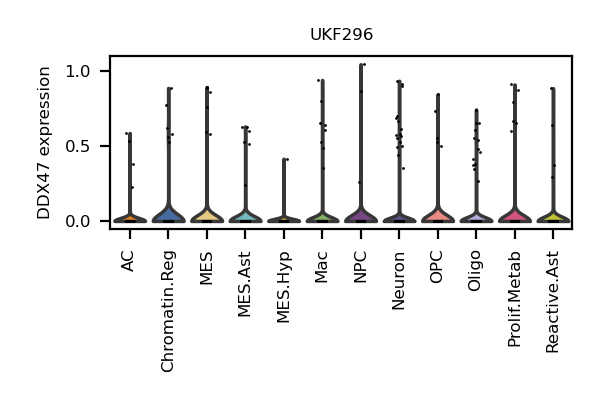 UKF296
DDX47 expression
1.0
0.5
0.0
AC
Chromatin.Reg
MES
MES.Ast
MES.Hyp
Mac
NPC
Neuron
OPC
Oligo
Prolif.Metab
Reactive.Ast